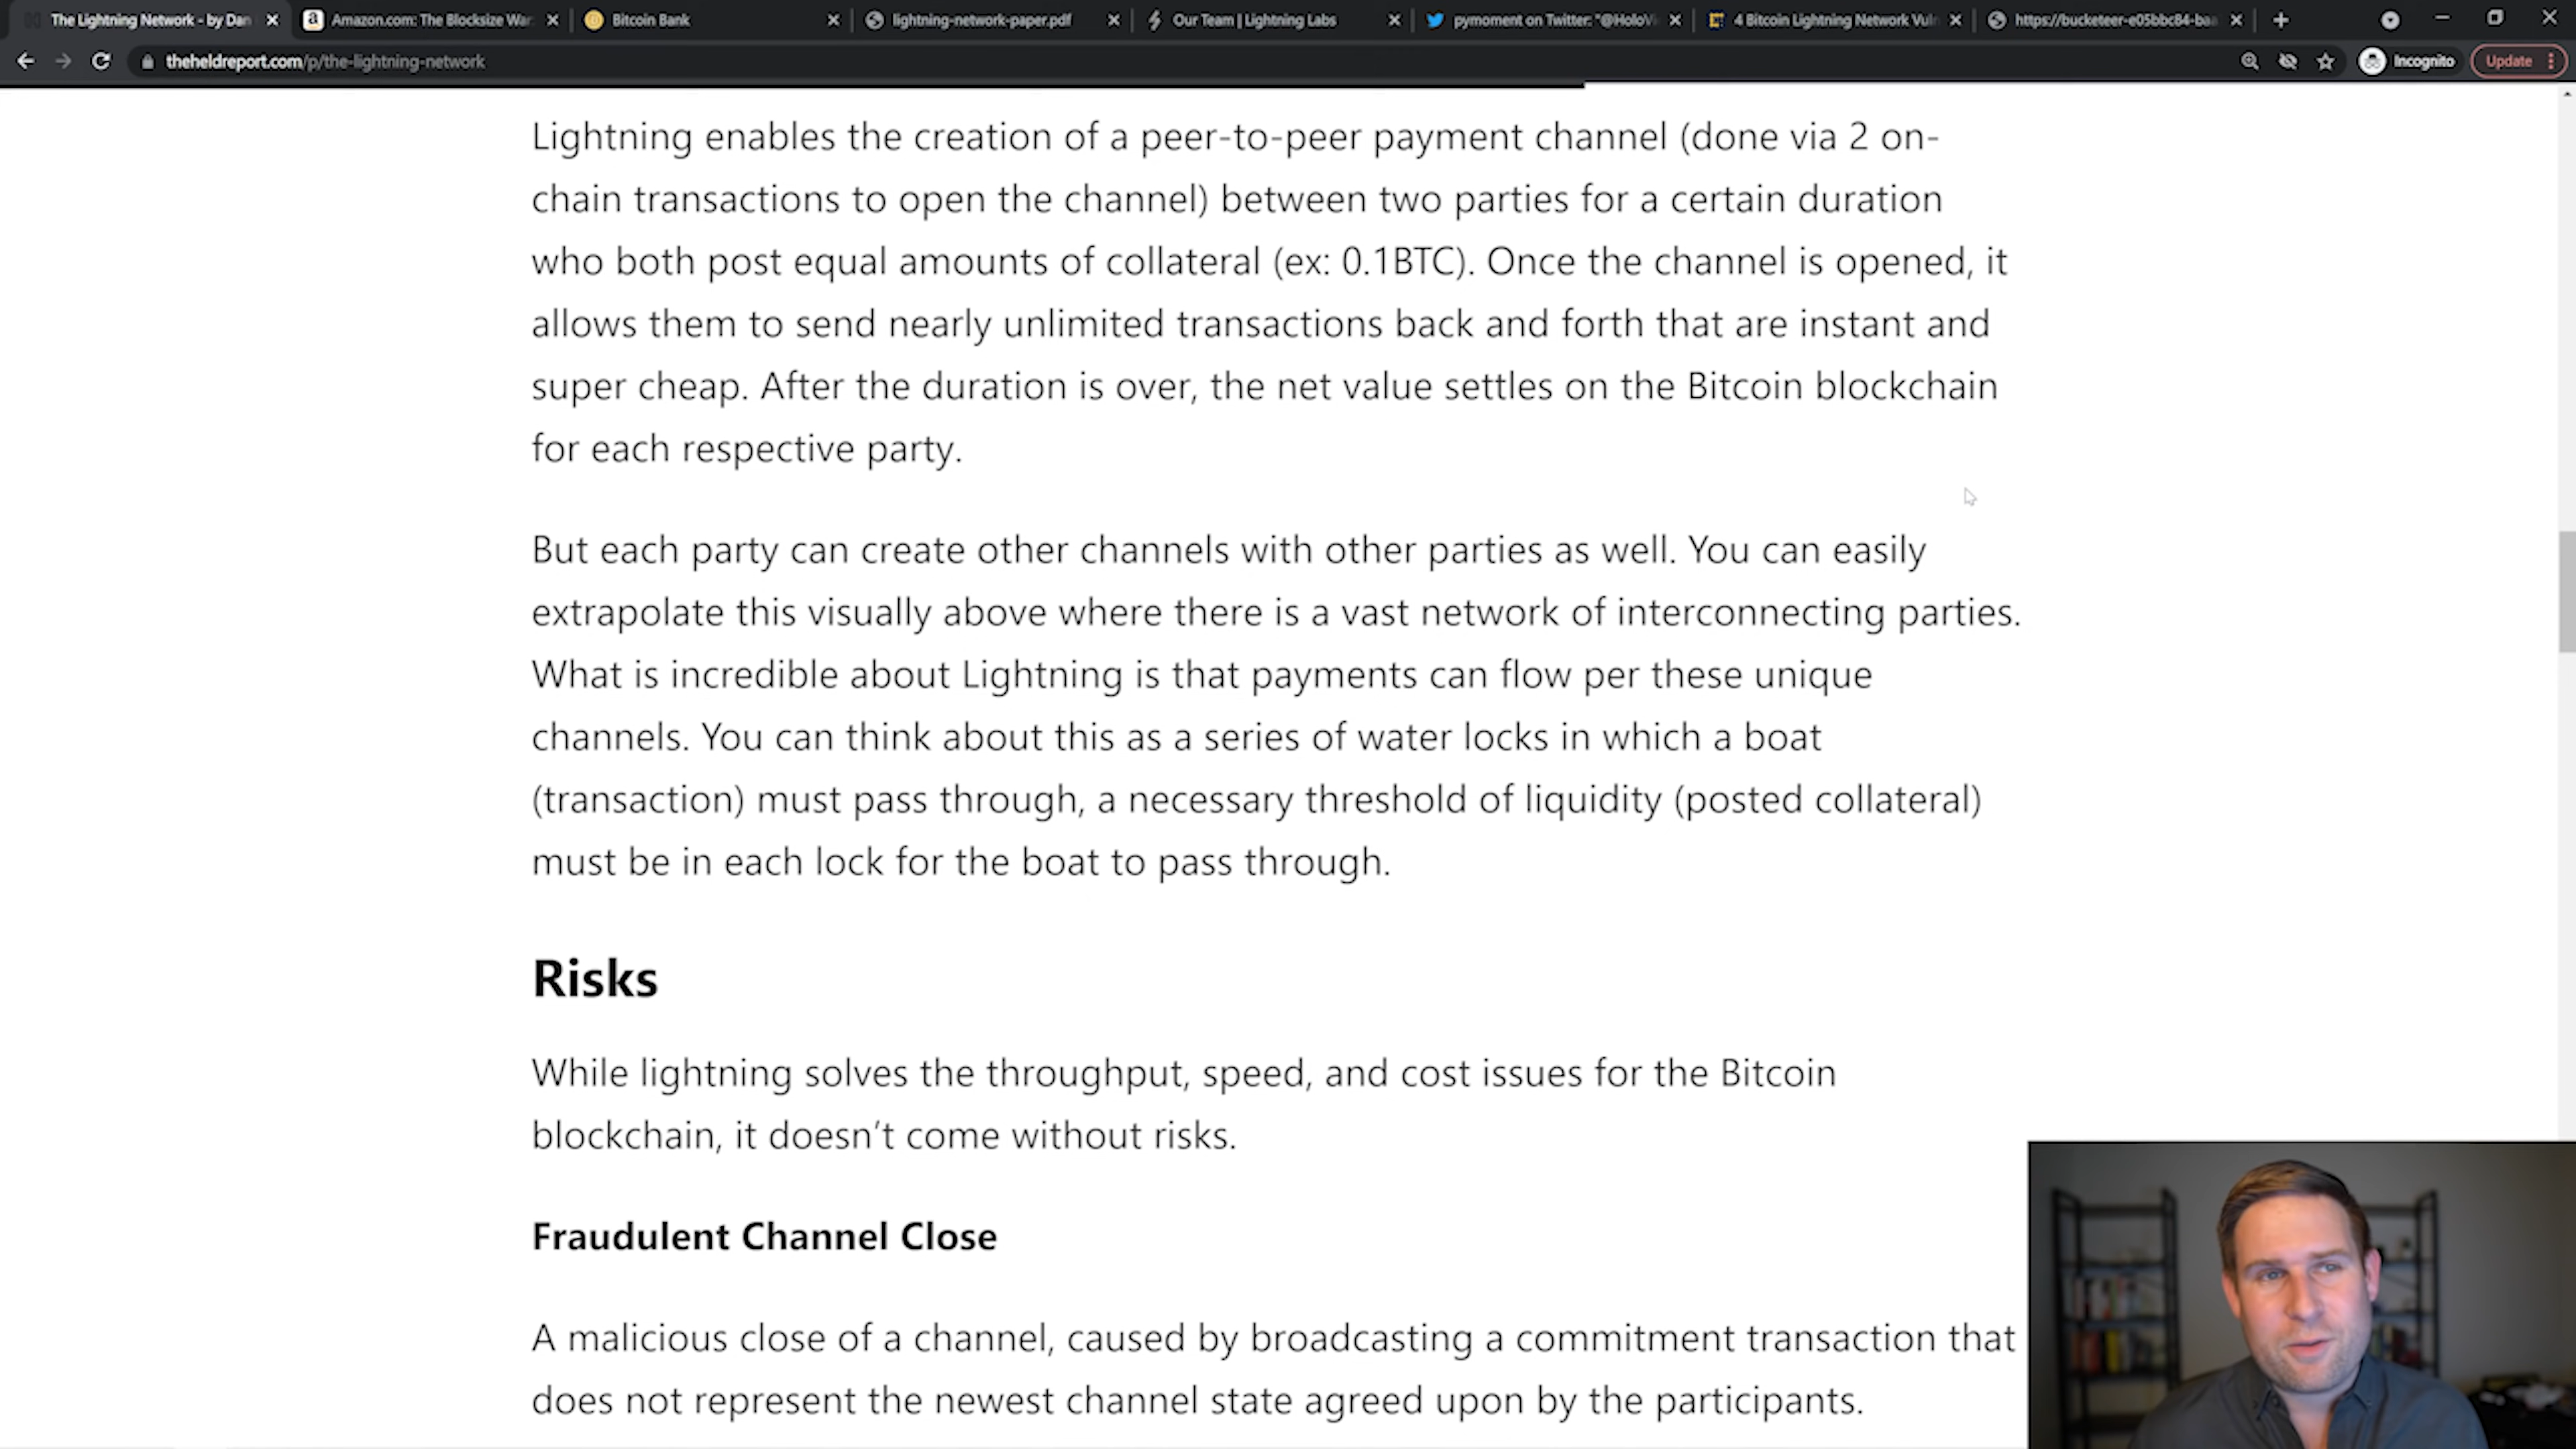 The Lightning Network - by Dan
Amazon.com: The Blocksize War
Bitcoin Bank
lightning-network-paper.pdf
Our Team | Lightning Labs
pymoment on Twitter: "@HoloV
4 Bitcoin Lightning Network Vuln
https://bucketeer-e05bbc84-baa
theheldreport.com/p/the-lightning-network
Incognito
Update
Lightning enables the creation of a peer-to-peer payment channel (done via 2 on-
chain transactions to open the channel) between two parties for a certain duration
who both post equal amounts of collateral (ex: 0.1BTC). Once the channel is opened, it
allows them to send nearly unlimited transactions back and forth that are instant and
super cheap. After the duration is over, the net value settles on the Bitcoin blockchain
for each respective party.
But each party can create other channels with other parties as well. You can easily
extrapolate this visually above where there is a vast network of interconnecting parties.
What is incredible about Lightning is that payments can flow per these unique
channels. You can think about this as a series of water locks in which a boat
(transaction) must pass through, a necessary threshold of liquidity (posted collateral)
must be in each lock for the boat to pass through.
Risks
While lightning solves the throughput, speed, and cost issues for the Bitcoin
blockchain, it doesn't come without risks.
Fraudulent Channel Close
A malicious close of a channel, caused by broadcasting a commitment transaction that
does not represent the newest channel state agreed upon by the participants.